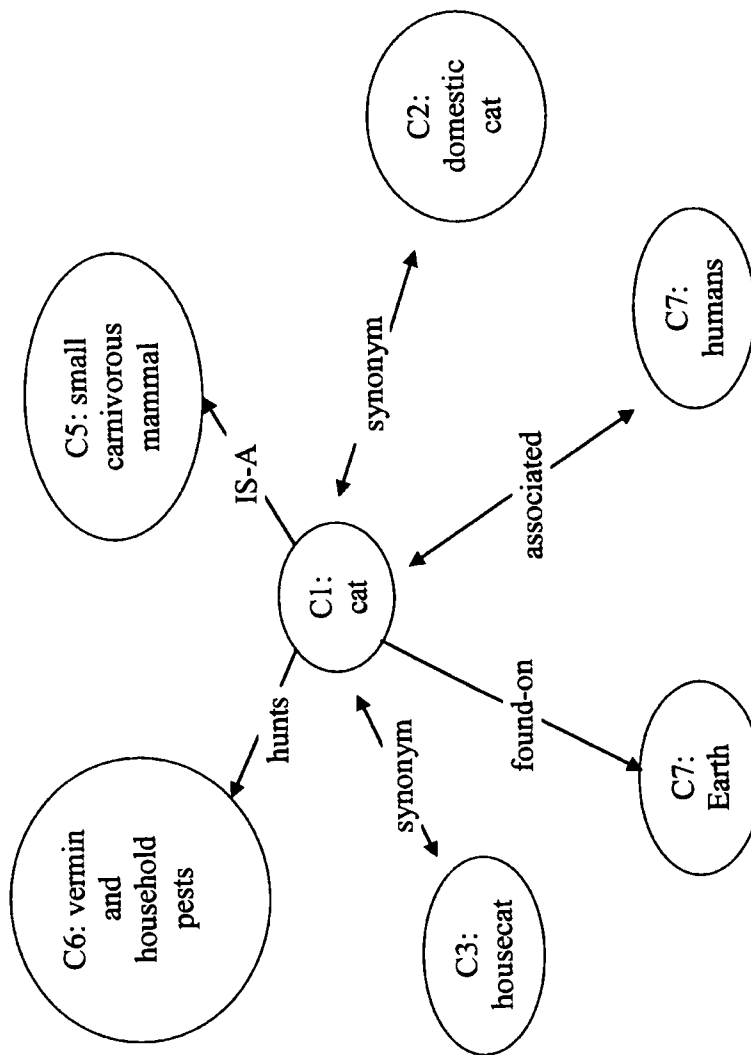 C6: vermin
and
household
pests
C5: small
carnivorous
mammal
hunts
IS-A
C1:
cat
synonym
synonym
C3:
housecat
C2:
domestic
cat
found-on
associated
C7:
Earth
C7:
humans